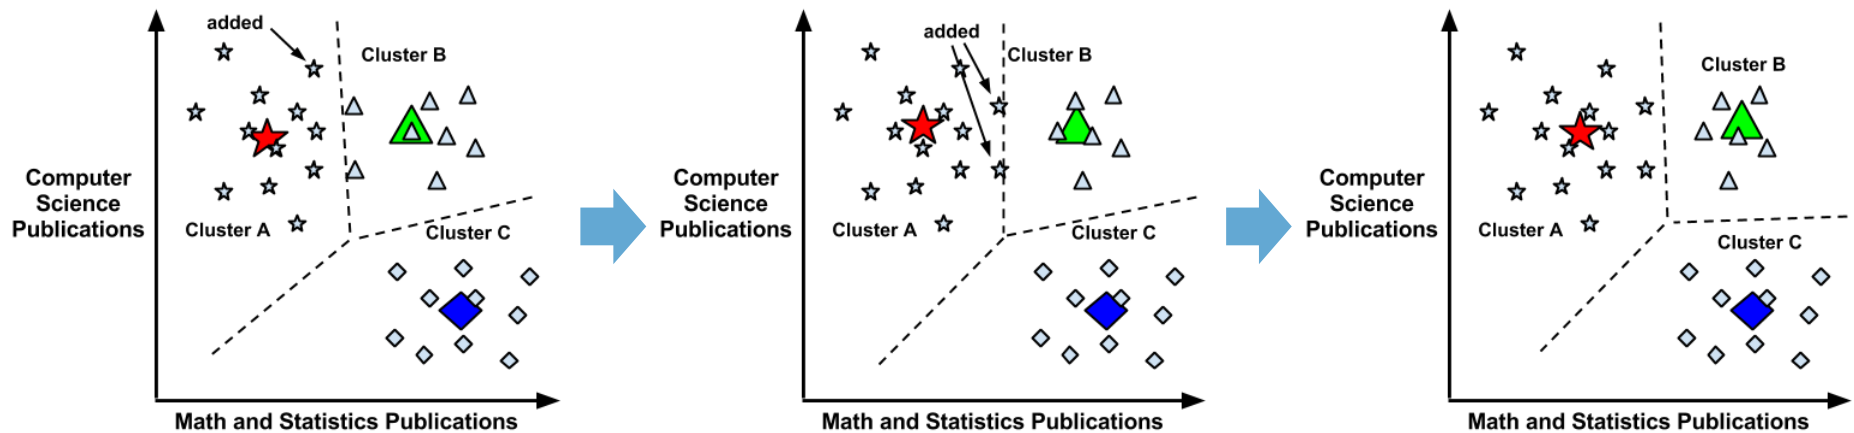 added
Cluster B
Computer
Science
Publications
Cluster A
Cluster C
Math and Statistics Publications
added
Cluster B
Computer
Science
Publications
Cluster A
Cluster C
Math and Statistics Publications
Cluster B
Computer
Science
Publications
Cluster A
Cluster C
Math and Statistics Publications